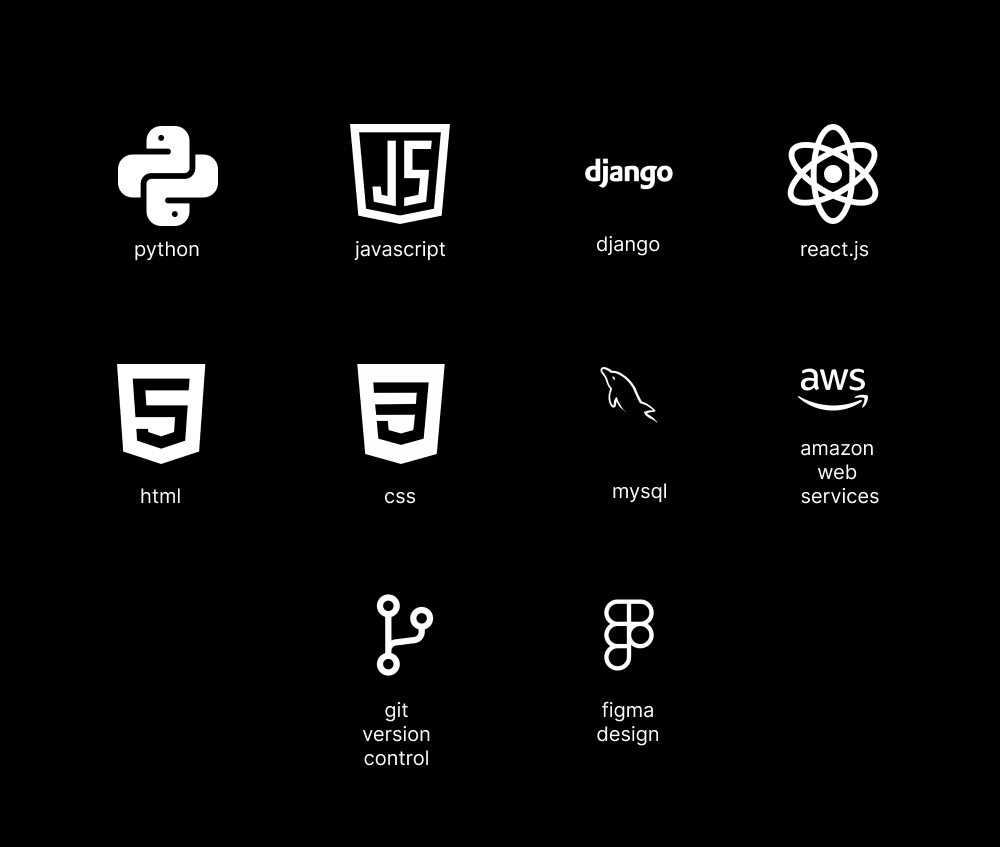 JS
django
python
javascript
django
react.js
5
3
aws
html
css
mysql
amazon
web
services
git
version
control
figma
design